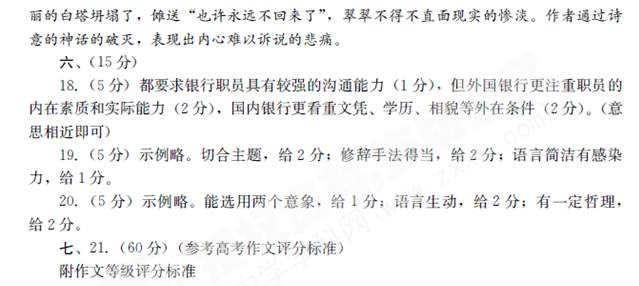 丽的白塔坍塌了，傩送“也许永远不回来了”，翠翠不得不直面现实的惨淡。作者通过诗
意的神话的破灭，表现出内心难以诉说的悲痛。
六、（15 分）
18.（5 分）都要求银行职员具有较强的沟通能力（1 分），但外国银行更注重职员的
内在素质和实际能力（2 分），国内银行更看重文凭、学历、相貌等外在条件（2 分）。（意
思相近即可）
19.（5 分）示例略。切合主题，给 2 分；修辞手法得当，给 2 分；语言简洁有感染
力，给 1 分。
20.（5 分）示例略。能选用两个意象，给 1 分；语言生动，给 2 分；有一定哲理，
给 2 分。
七、21.（60 分）（参考高考作文评分标准）
附作文等级评分标准